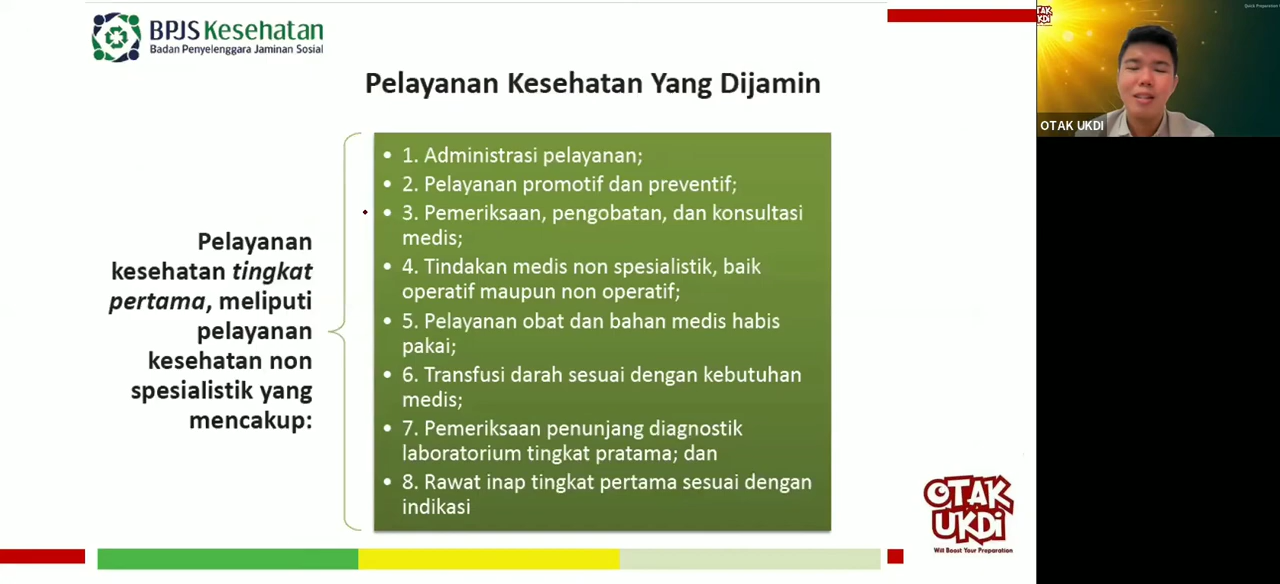 BPJS Kesehatan
Badan Penyelenggara Jaminan Sosial
Pelayanan Kesehatan Yang Dijamin
Pelayanan
kesehatan tingkat
pertama, meliputi
pelayanan
kesehatan non
spesialistik yang
mencakup:
• 1. Administrasi pelayanan;
• 2. Pelayanan promotif dan preventif;
• 3. Pemeriksaan, pengobatan, dan konsultasi
medis;
• 4. Tindakan medis non spesialistik, baik
operatif maupun non operatif;
• 5. Pelayanan obat dan bahan medis habis
pakai;
• 6. Transfusi darah sesuai dengan kebutuhan
medis;
• 7. Pemeriksaan penunjang diagnostik
laboratorium tingkat pratama; dan
• 8. Rawat inap tingkat pertama sesuai dengan
indikasi
OTAK
UKDI
Will Boost Your Preparation
OTAK UKDI